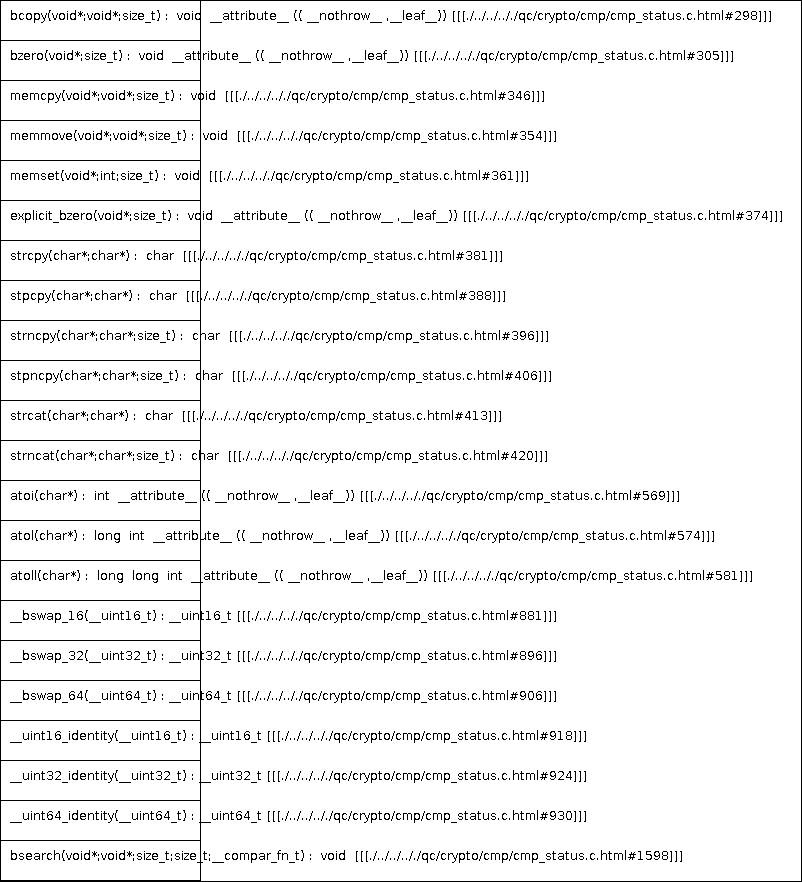 bcopy(void*;void*;size_t) : void __attribute__ (( __nothrow__ ,__leaf__)) [[[./../../../../qc/crypto/cmp/cmp_status.c.html#298]]]
bzero(void*;size_t) : void __attribute__ (( __nothrow__ ,__leaf__)) [[[./../../../../qc/crypto/cmp/cmp_status.c.html#305]]]
memcpy(void*;void*;size_t) : void [[[./../../../../qc/crypto/cmp/cmp_status.c.html#346]]]
memmove(void*;void*;size_t) : void [[[./../../../../qc/crypto/cmp/cmp_status.c.html#354]]]
memset(void*;int;size_t) : void [[[./../../../../qc/crypto/cmp/cmp_status.c.html#361]]]
explicit_bzero(void*;size_t) : void __attribute__ (( __nothrow__ ,__leaf__)) [[[./../../../../qc/crypto/cmp/cmp_status.c.html#374]]]
strcpy(char*;char*) : char [[[./../../../../qc/crypto/cmp/cmp_status.c.html#381]]]
stpcpy(char*;char*) : char [[[./../../../../qc/crypto/cmp/cmp_status.c.html#388]]]
strncpy(char*;char*;size_t) : char [[[./../../../../qc/crypto/cmp/cmp_status.c.html#396]]]
stpncpy(char*;char*;size_t) : char [[[./../../../../qc/crypto/cmp/cmp_status.c.html#406]]]
strcat(char*;char*) : char [[[./../../../../qc/crypto/cmp/cmp_status.c.html#413]]]
strncat(char*;char*;size_t) : char [[[./../../../../qc/crypto/cmp/cmp_status.c.html#420]]]
atoi(char*) : int __attribute__ (( __nothrow__ ,__leaf__)) [[[./../../../../qc/crypto/cmp/cmp_status.c.html#569]]]
atol(char*) : long int __attribute__ (( __nothrow__ ,__leaf__)) [[[./../../../../qc/crypto/cmp/cmp_status.c.html#574]]]
atoll(char*) : long long int __attribute__ (( __nothrow__ ,__leaf__)) [[[./../../../../qc/crypto/cmp/cmp_status.c.html#581]]]
__bswap_16(__uint16_t) : __uint16_t [[[./../../../../qc/crypto/cmp/cmp_status.c.html#881]]]
__bswap_32(__uint32_t) : __uint32_t [[[./../../../../qc/crypto/cmp/cmp_status.c.html#896]]]
__bswap_64(__uint64_t) : __uint64_t [[[./../../../../qc/crypto/cmp/cmp_status.c.html#906]]]
__uint16_identity(__uint16_t) : __uint16_t [[[./../../../../qc/crypto/cmp/cmp_status.c.html#918]]]
__uint32_identity(__uint32_t) : __uint32_t [[[./../../../../qc/crypto/cmp/cmp_status.c.html#924]]]
__uint64_identity(__uint64_t) : __uint64_t [[[./../../../../qc/crypto/cmp/cmp_status.c.html#930]]]
bsearch(void*;void*;size_t;size_t;__compar_fn_t) : void [[[./../../../../qc/crypto/cmp/cmp_status.c.html#1598]]]